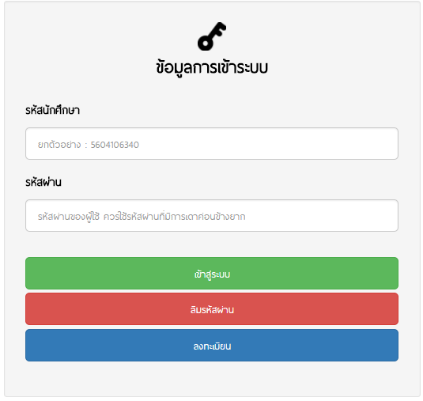 ข้อมูลการเข้าระบบ
รหัสนักศึกษา
ยกตัวอย่าง : 5604106340
รหัสผ่าน
รหัสผ่านของผู้ใช้ ควรใช้รหัสผ่านที่มีการเดาค่อนข้างยาก
เข้าสู่ระบบ
ลืมรหัสผ่าน
ลงทะเบียน